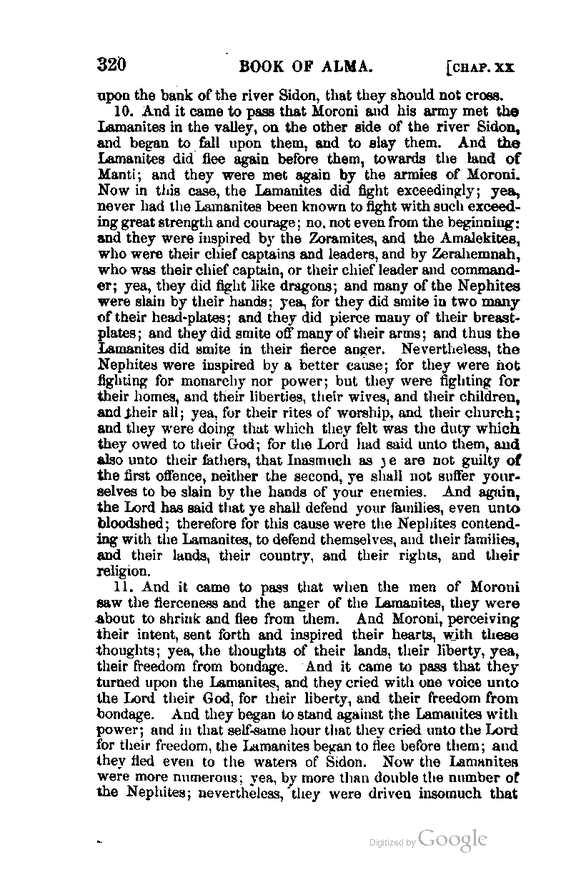 320 BOOK OF ALMA. [CHAP. XX
upon the bank of the river Sidon, that they should not cross.
10. And it came to pass that Moroni and his army met the
Lamanites in the valley, on the other side of the river Sidon,
and began to fall upon them, and to slay them. And the
Lamanites did flee again before them, towards the land of
Manti; and they were met again by the armies of Moroni.
Now in this case, the Lamanites did fight exceedingly; yea,
never had the Lamanites been known to fight with such exceed-
ing great strength and courage; no, not even from the beginning:
and they were inspired by the Zoramites, and the Amalekites,
who were their chief captains and leaders, and by Zerahemnah,
who was their chief captain, or their chief leader and command-
er; yea, they did fight like dragons; and many of the Nephites
were slain by their hands; yea, for they did smite in two many
of their head-plates; and they did pierce many of their breast-
plates; and they did smite off many of their arms; and thus the
Lamanites did smite in their fierce anger. Nevertheless, the
Nephites were inspired by a better cause; for they were not
fighting for monarchy nor power; but they were fighting for
their homes, and their liberties, their wives, and their children,
and their all; yea, for their rites of worship, and their church;
and they were doing that which they felt was the duty which
they owed to their God; for the Lord had said unto them, and
also unto their fathers, that Inasmuch as ye are not guilty of
the first offence, neither the second, ye shall not suffer your-
selves to be slain by the hands of your enemies. And again,
the Lord has said that ye shall defend your families, even unto
bloodshed; therefore for this cause were the Nephites contend-
ing with the Lamanites, to defend themselves, and their families,
and their lands, their country, and their rights, and their
religion.
11. And it came to pass that when the men of Moroni
saw the fierceness and the anger of the Lamanites, they were
about to shrink and flee from them. And Moroni, perceiving
their intent, sent forth and inspired their hearts, with these
thoughts; yea, the thoughts of their lands, their liberty, yea,
their freedom from bondage. And it came to pass that they
turned upon the Lamanites, and they cried with one voice unto
the Lord their God, for their liberty, and their freedom from
bondage. And they began to stand against the Lamanites with
power; and in that self-same hour that they cried unto the Lord
for their freedom, the Lamanites began to flee before them; and
they fled even to the waters of Sidon. Now the Lamanites
were more numerous; yea, by more than double the number of
the Nephites; nevertheless, they were driven insomuch that
Digitized by Google